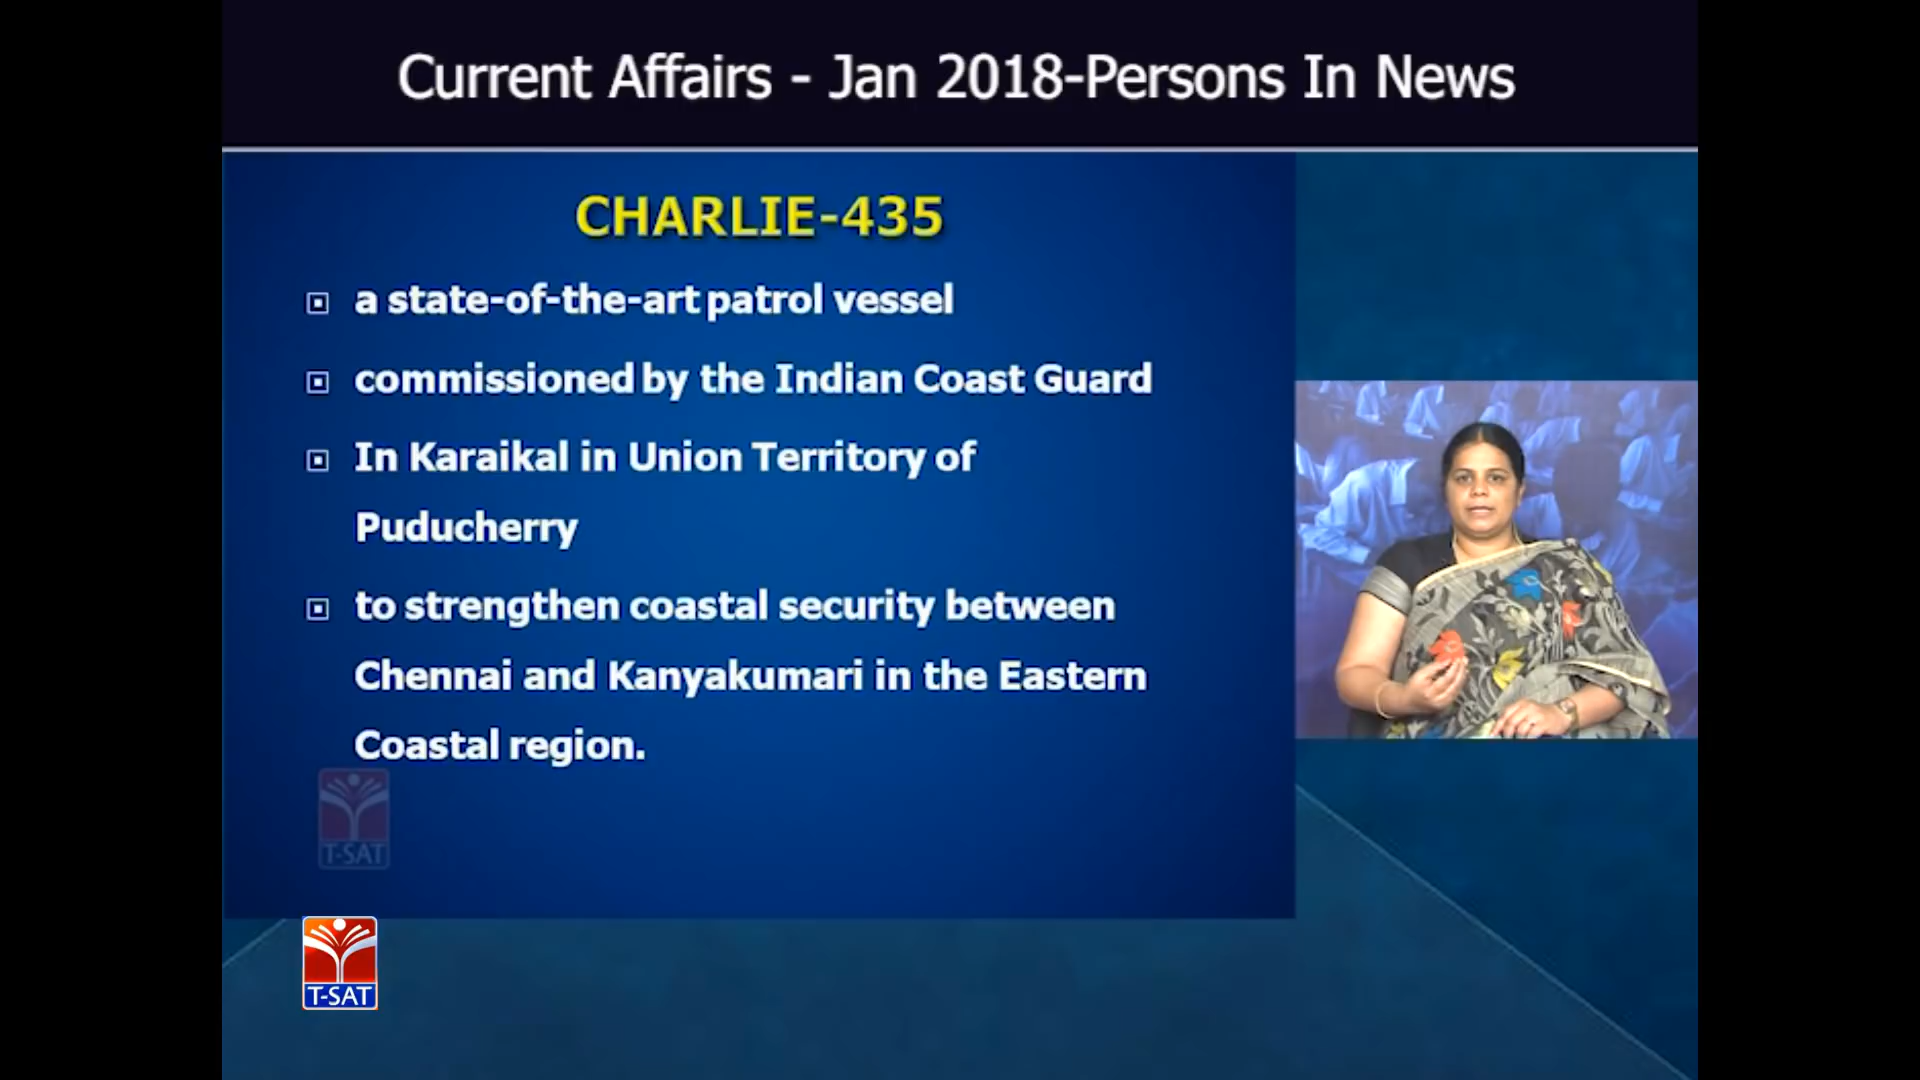 Current Affairs - Jan 2018-Persons In News
CHARLIE-435
a state-of-the-art patrol vessel
commissioned by the Indian Coast Guard
In Karaikal in Union Territory of
Puducherry
to strengthen coastal security between
Chennai and Kanyakumari in the Eastern
Coastal region.
T-SAT
T-SAT